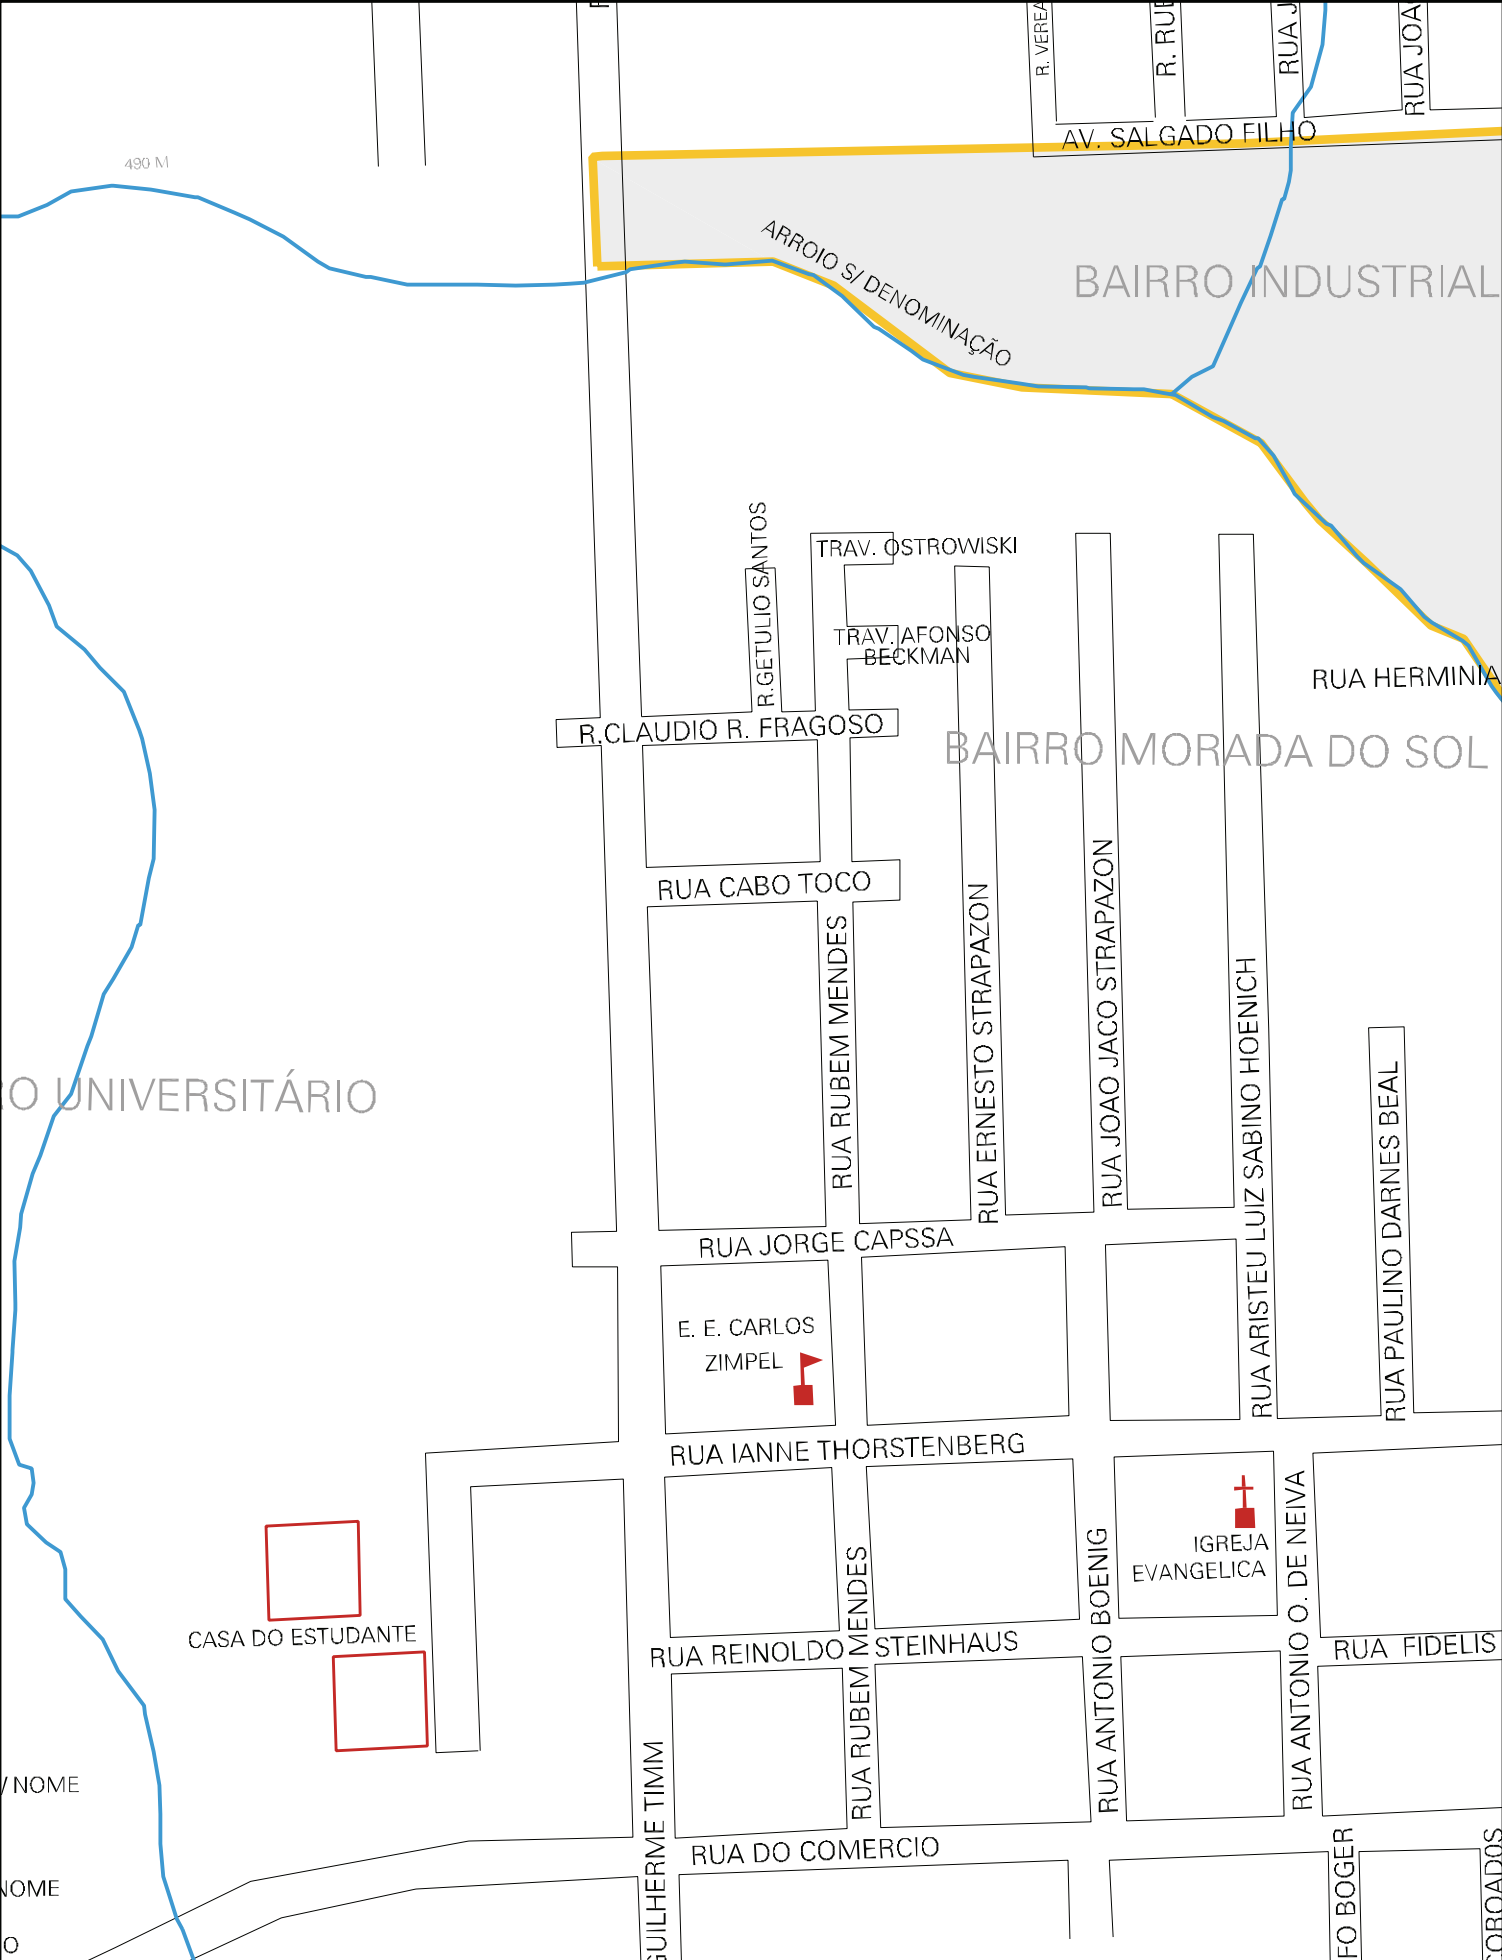 R. VEREA
R. RUE
RUA J
RUA JOA
AV. SALGADO FILHO
490 M
ARROIO S/ DENOMINAÇÃO
BAIRRO INDUSTRIAL
R.GETULIO SANTOS
TRAV. OSTROWISKI
TRAV. AFONSO
BECKMAN
RUA HERMINIA
R.CLAUDIO R. FRAGOSO
BAIRRO MORADA DO SOL
RUA CABO TOCO
RUA RUBEM MENDES
RUA ERNESTO STRAPAZON
RUA JOAO JACO STRAPAZON
RUA ARISTEU LUIZ SABINO HOENICH
RUA PAULINO DARNES BEAL
RO UNIVERSITÁRIO
RUA JORGE CAPSSA
E. E. CARLOS
ZIMPEL
RUA IANNE THORSTENBERG
IGREJA
EVANGELICA
RUA RUBEM MENDES
RUA ANTONIO BOENIG
RUA ANTONIO O. DE NEIVA
CASA DO ESTUDANTE
RUA REINOLDO STEINHAUS
RUA FIDELIS
GUILHERME TIMM
/ NOME
RUA DO COMERCIO
NOME
FO BOGER
OROADOS
O